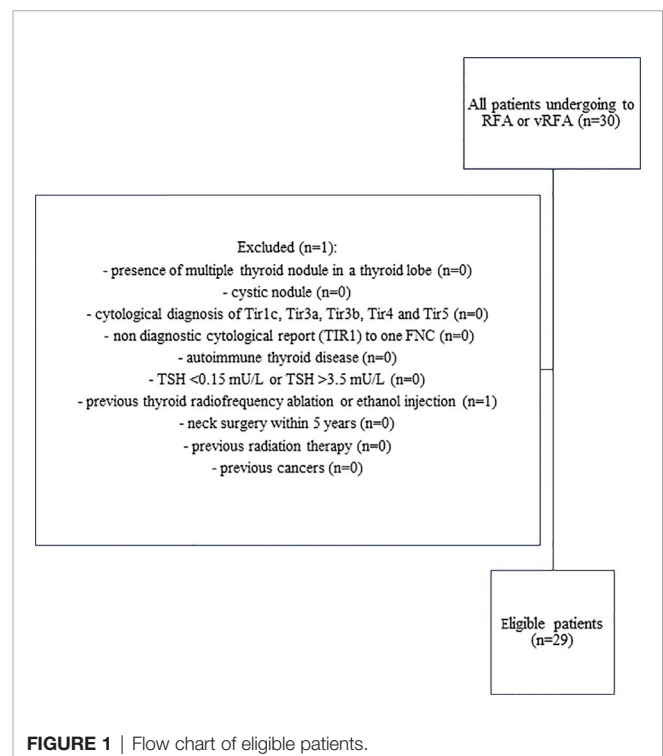 All patients undergoing to
RFA or vRFA (n=30)
Excluded (n=1):
- presence of multiple thyroid nodule in a thyroid lobe (n=0)
- cystic nodule (n=0)
- cytological diagnosis of Tir1c, Tir3a, Tir3b, Tir4 and Tir5 (n=0)
- non diagnostic cytological report (TIR1) to one FNC (n=0)
- autoimmune thyroid disease (n=0)
- TSH <0.15 mU/L or TSH >3.5 mU/L (n=0)
- previous thyroid radiofrequency ablation or ethanol injection (n=1)
- neck surgery within 5 years (n=0)
- previous radiation therapy (n=0)
- previous cancers (n=0)
Eligible patients
(n=29)
FIGURE 1 | Flow chart of eligible patients.